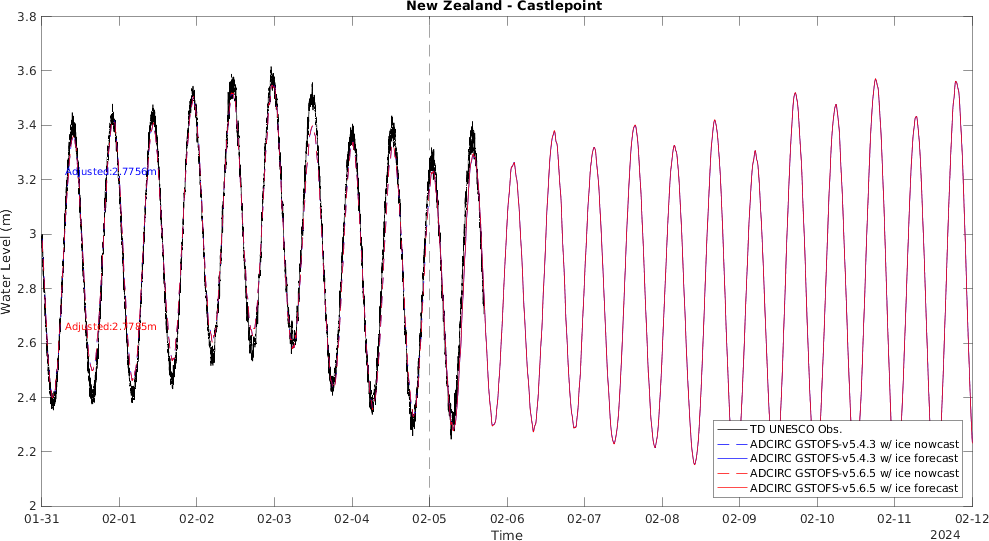 New Zealand - Castlepoint
Water Level (m)
3.8
3.6
3.4
3.2
3
2.8
2.6
2.4
2.2
2
Adjusted:2.7756m
Adjusted:2.7785m
TD UNESCO Obs.
ADCIRC GSTOFS-v5.4.3 w/ ice nowcast
ADCIRC GSTOFS-v5.4.3 w/ ice forecast
ADCIRC GSTOFS-v5.6.5 w/ ice nowcast
ADCIRC GSTOFS-v5.6.5 w/ ice forecast
01-31 02-01 02-02 02-03 02-04 02-05 02-06 02-07 02-08 02-09 02-10 02-11 02-12
Time
2024